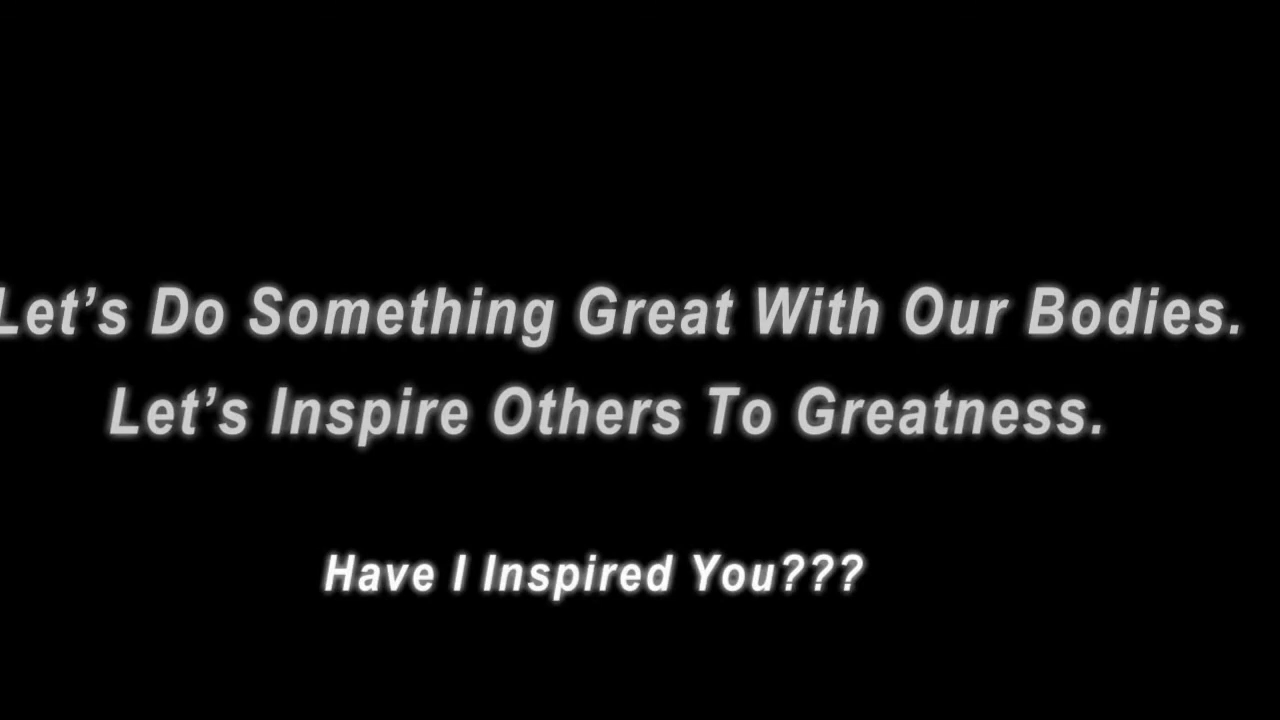 Let’s Do Something Great With Our Bodies.
Let’s Inspire Others To Greatness.
Have I Inspired You???